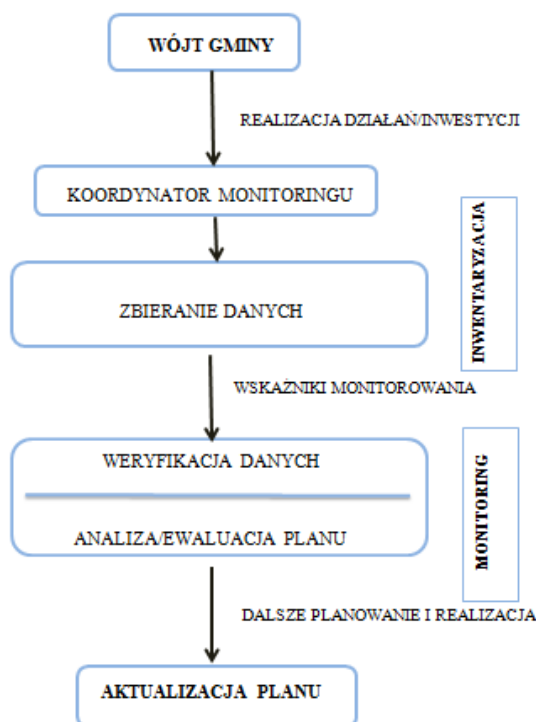 WÓJT GMINY
REALIZACJA DZIAŁAŃ/INWESTYCJI
KOORDYNATOR MONITORINGU
INWENTARYZACJA
ZBIERANIE DANYCH
WSKAŹNIKI MONITOROWANIA
WERYFIKACJA DANYCH
ANALIZA/EWALUACJA PLANU
MONITORING
DALSZE PLANOWANIE I REALIZACJA
AKTUALIZACJA PLANU